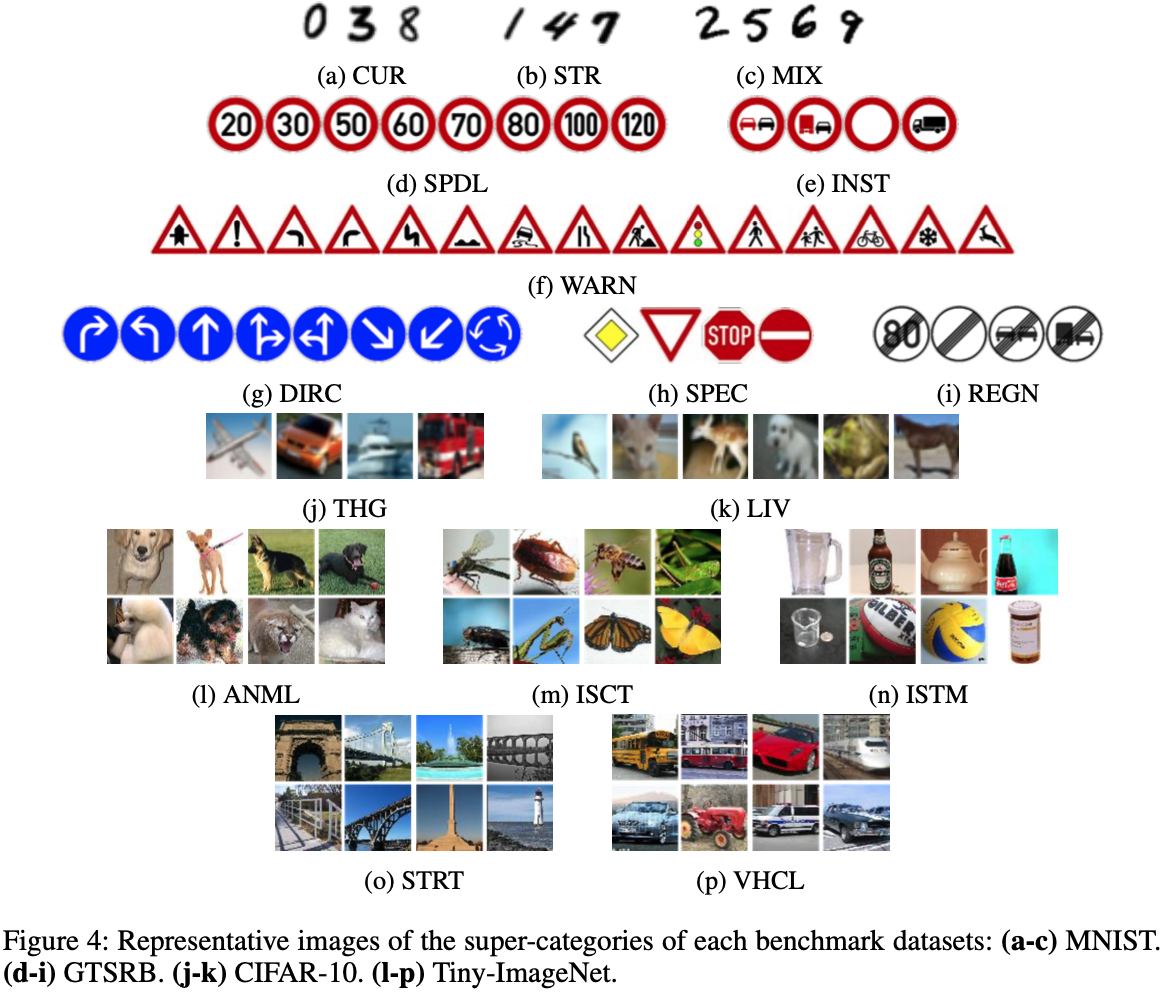 0 3 8 1 4 7 2 5 6 9
(a) CUR (b) STR (c) MIX
20 30 50 60 70 80 100 120
(d) SPDL (e) INST
(f) WARN
STOP 80
(g) DIRC (h) SPEC (i) REGN
(j) THG (k) LIV
GILBERT
(l) ANML (m) ISCT (n) ISTM
(o) STRT (p) VHCL
Figure 4: Representative images of the super-categories of each benchmark datasets: (a-c) MNIST.
(d-i) GTSRB. (j-k) CIFAR-10. (l-p) Tiny-ImageNet.